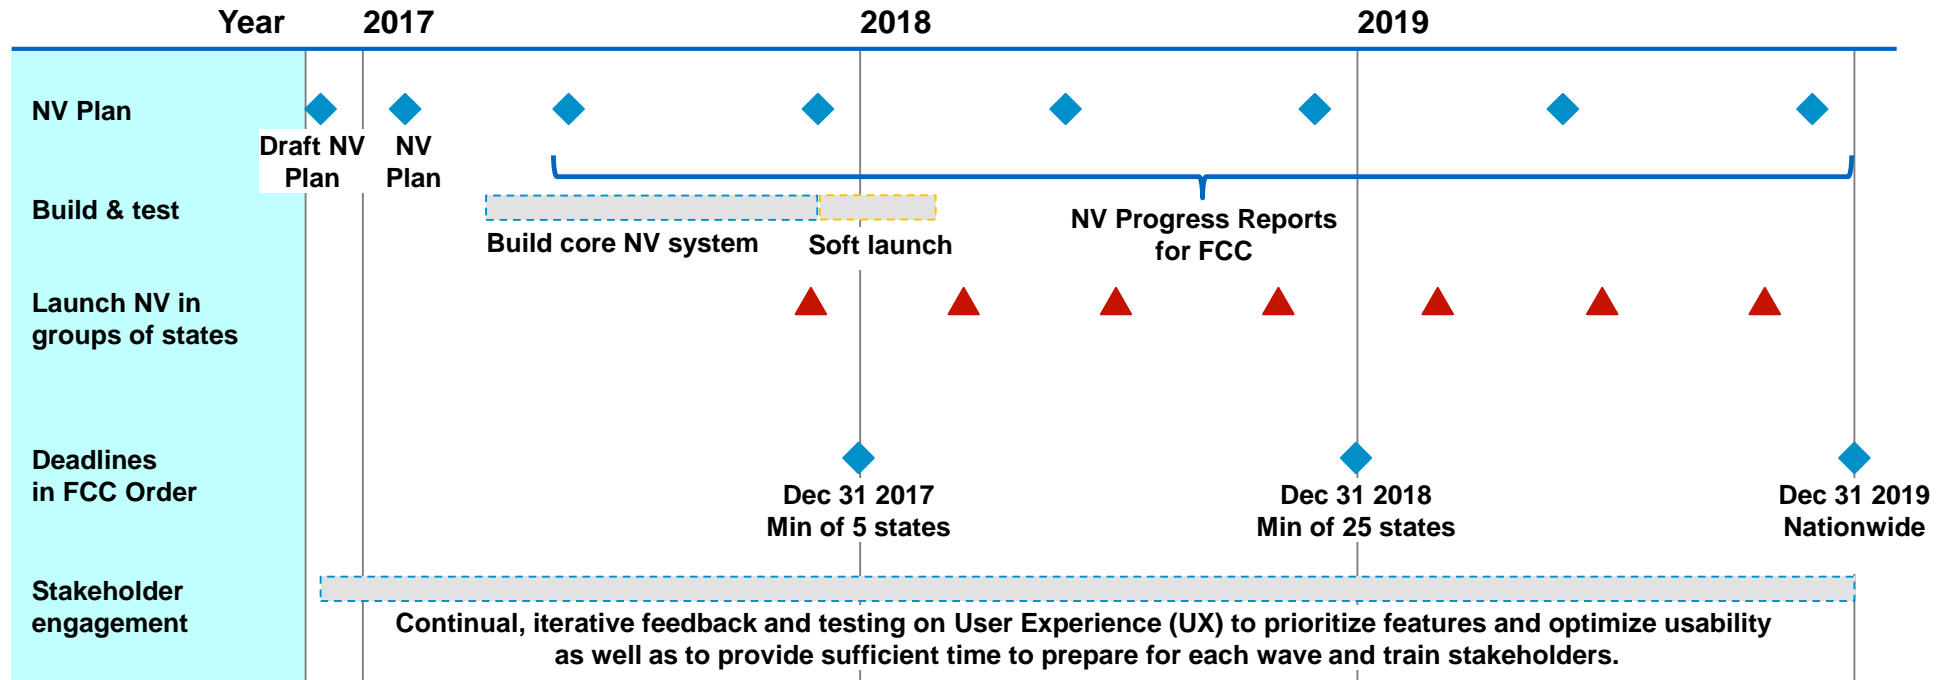 Year 2017 2018 2019
NV Plan
Draft NV
Plan
NV
Plan
Build & test
Build core NV system
Soft launch
NV Progress Reports
for FCC
Launch NV in
groups of states
Deadlines
in FCC Order
Dec 31 2017
Min of 5 states
Dec 31 2018
Min of 25 states
Dec 31 2019
Nationwide
Stakeholder
engagement
Continual, iterative feedback and testing on User Experience (UX) to prioritize features and optimize usability
as well as to provide sufficient time to prepare for each wave and train stakeholders.